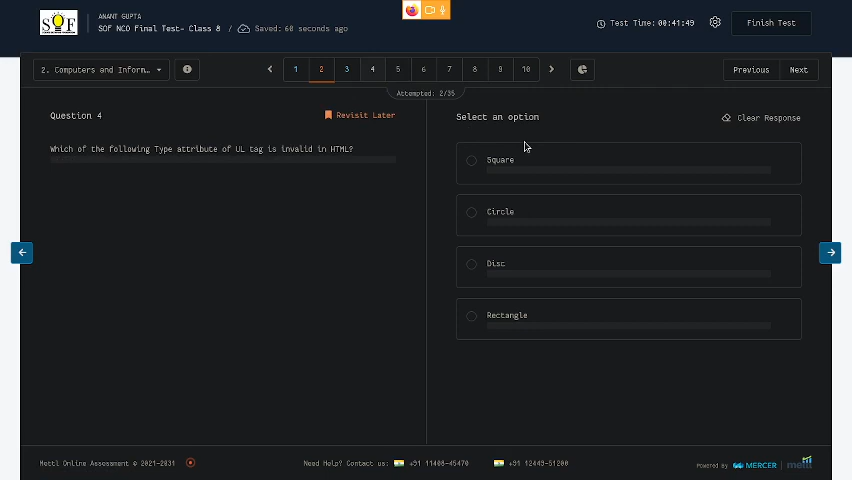 SOF
ANANT GUPTA
SOF NCO Final Test- Class 8 / Saved: 60 seconds ago
Test Time: 00:41:49
Finish Test
2. Computers and Inform...
1 2 3 4 5 6 7 8 9 10
Previous Next
Attempted: 2/35
Question 4
Revisit Later
Which of the following Type attribute of UL tag is invalid in HTML?
Select an option
Clear Response
Square
Circle
Disc
Rectangle
Mettl Online Assessment © 2021-2031
Need Help? Contact us: +91 11408-45470 +91 12449-51200
Powered by MERCER mettl